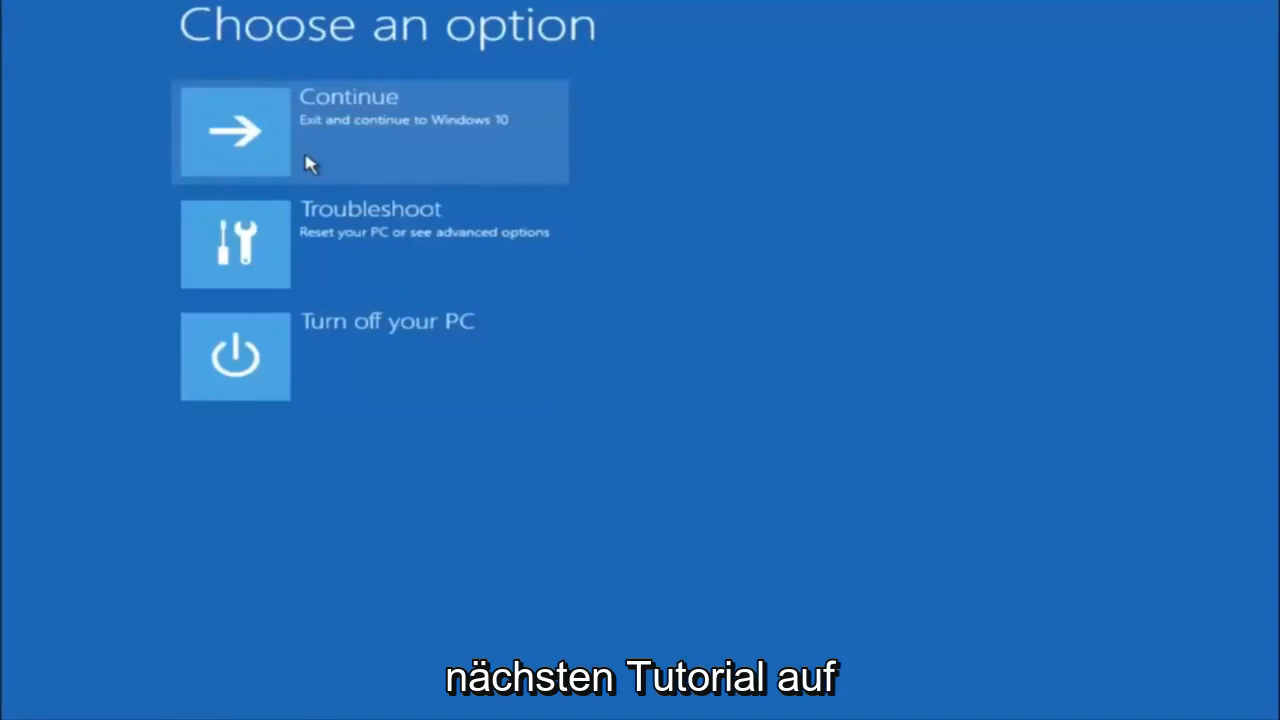 Choose an option
Continue
Exit and continue to Windows 10
Troubleshoot
Reset your PC or see advanced options
Turn off your PC
nächsten Tutorial auf